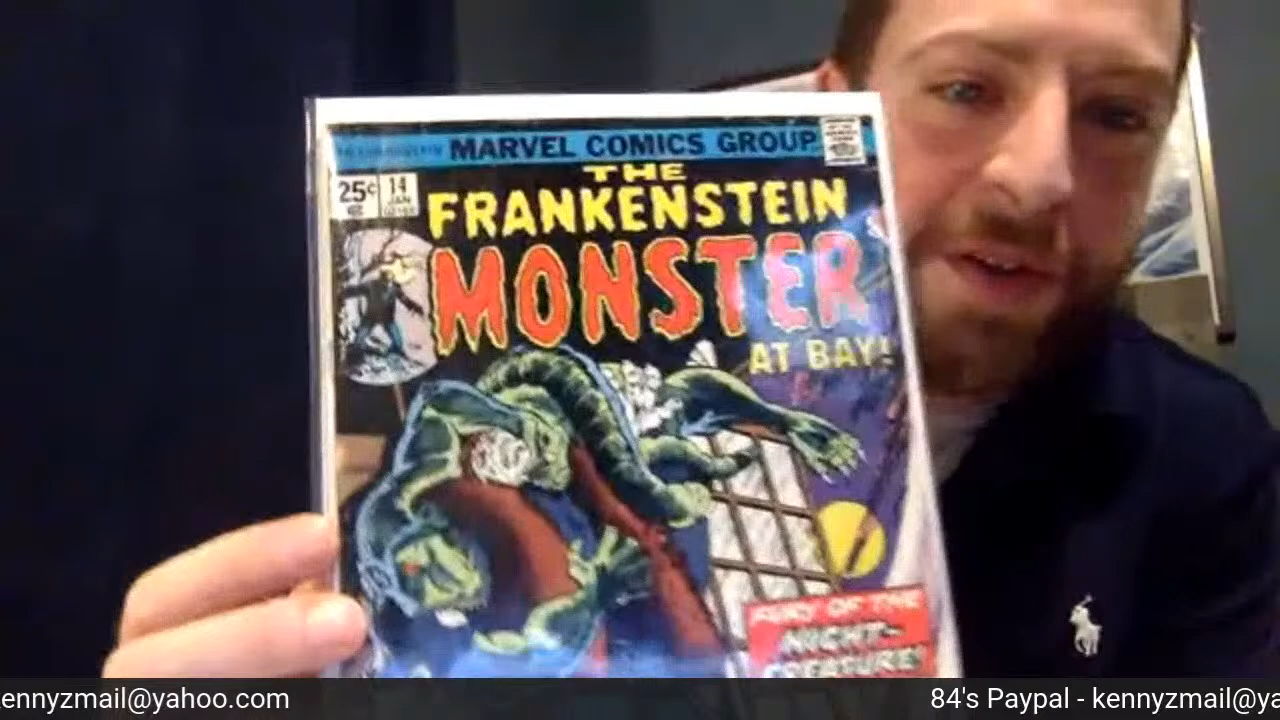 MARVEL COMICS GROUP
25¢
14
JAN
THE
FRANKENSTEIN
MONSTER
AT BAY!
FURY OF THE
NIGHT-
CREATURE!
ennyzmail@yahoo.com
84's Paypal - kennyzmail@ya